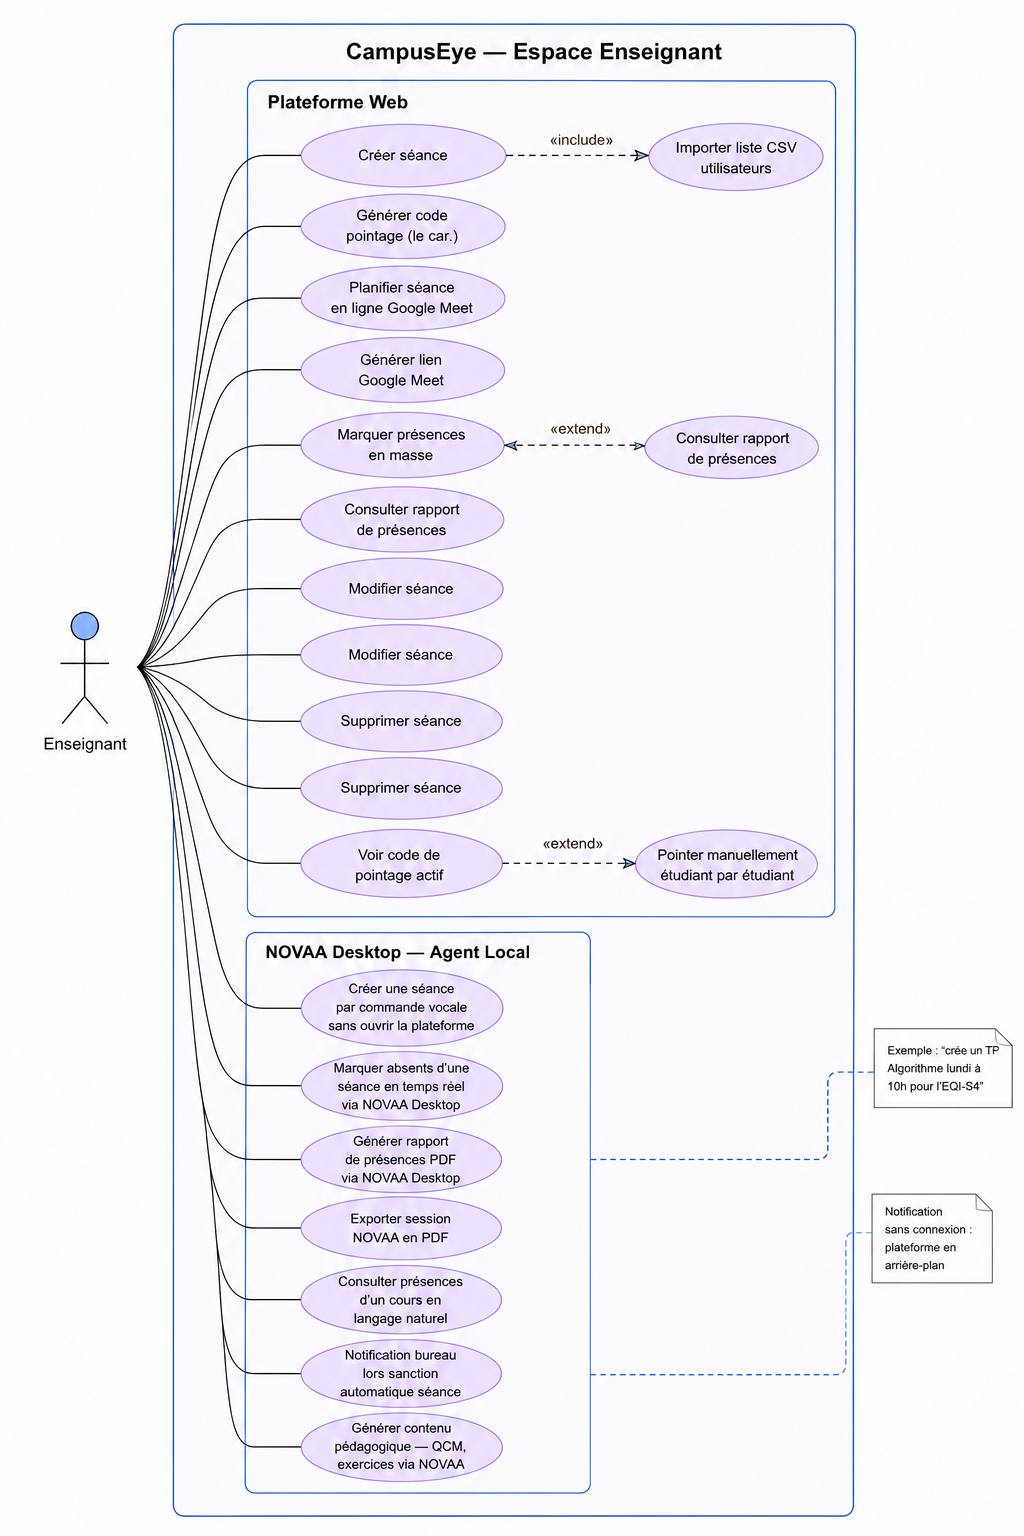 CampusEye — Espace Enseignant
Plateforme Web
Créer séance
«include»
Importer liste CSV
utilisateurs
Générer code
pointage (le car.)
Planifier séance
en ligne Google Meet
Générer lien
Google Meet
Marquer présences
en masse
«extend»
Consulter rapport
de présences
Consulter rapport
de présences
Modifier séance
Modifier séance
Supprimer séance
Supprimer séance
Voir code de
pointage actif
«extend»
Pointer manuellement
étudiant par étudiant
Enseignant
NOVAA Desktop — Agent Local
Créer une séance
par commande vocale
sans ouvrir la plateforme
Marquer absents d'une
séance en temps réel
via NOVAA Desktop
Générer rapport
de présences PDF
via NOVAA Desktop
Exporter session
NOVAA en PDF
Consulter présences
d'un cours en
langage naturel
Notification bureau
lors sanction
automatique séance
Générer contenu
pédagogique — QCM,
exercices via NOVAA
Exemple : “crée un TP
Algorithme lundi à
10h pour l'EQI-S4”
Notification
sans connexion :
plateforme en
arrière-plan